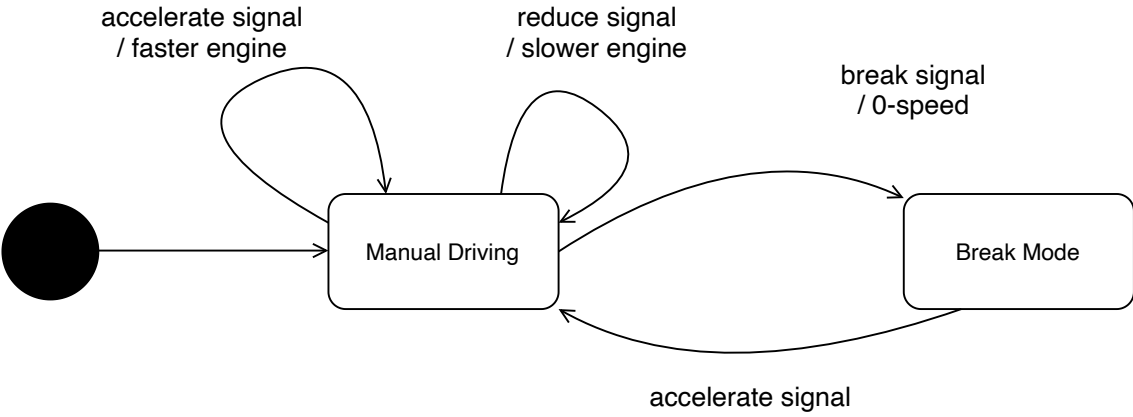 accelerate signal
/ faster engine
reduce signal
/ slower engine
break signal
/ 0-speed
Manual Driving
Break Mode
accelerate signal